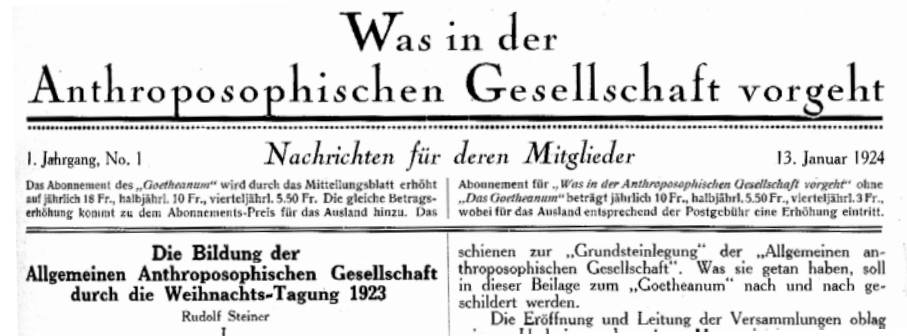 Was in der
Anthroposophischen Gesellschaft vorgeht
1. Jahrgang, No. 1
Nachrichten für deren Mitglieder
13. Januar 1924
Das Abonnement des „Goetheanum“ wird durch das Mitteilungsblatt erhöht
auf jährlich 18 Fr., halbjährl. 10 Fr., vierteljährl. 5.50 Fr. Die gleiche Betrags-
erhöhung kommt zu dem Abonnements-Preis für das Ausland hinzu. Das
Abonnement für „Was in der Anthroposophischen Gesellschaft vorgeht“ ohne
„Das Goetheanum“ beträgt jährlich 10 Fr., halbjährl. 5.50 Fr., vierteljährl. 3 Fr.,
wobei für das Ausland entsprechend der Postgebühr eine Erhöhung eintritt.
Die Bildung der
Allgemeinen Anthroposophischen Gesellschaft
durch die Weihnachts-Tagung 1923
Rudolf Steiner
I
schienen zur „Grundsteinlegung“ der „Allgemeinen an-
throposophischen Gesellschaft“. Was sie getan haben, soll
in dieser Beilage zum „Goetheanum“ nach und nach ge-
schildert werden.
Die Eröffnung und Leitung der Versammlungen oblag